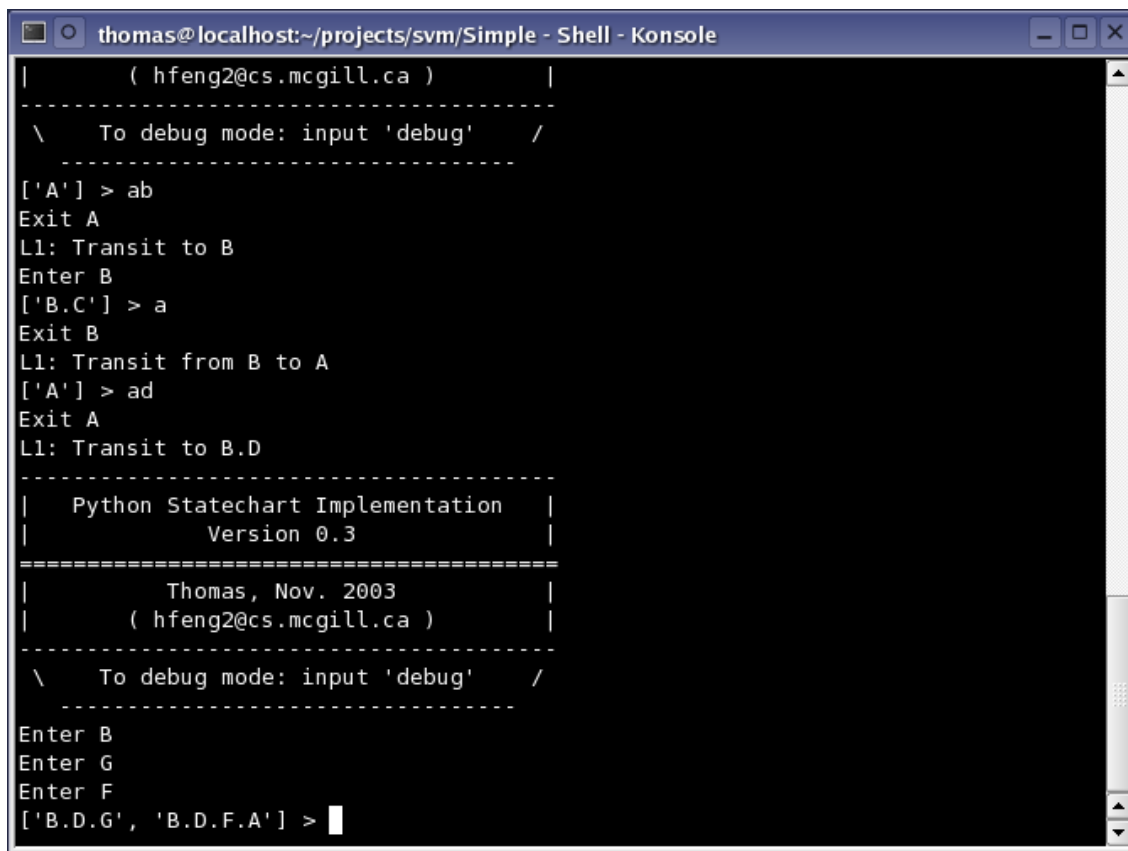 thomas@localhost:~/projects/svm/Simple - Shell - Konsole
|        ( hfeng2@cs.mcgill.ca )        |
-----------------------------------------
 \    To debug mode: input 'debug'    /
   -----------------------------------
['A'] > ab
Exit A
L1: Transit to B
Enter B
['B.C'] > a
Exit B
L1: Transit from B to A
['A'] > ad
Exit A
L1: Transit to B.D
-----------------------------------------
|   Python Statechart Implementation   |
|             Version 0.3              |
=========================================
|          Thomas, Nov. 2003           |
|       ( hfeng2@cs.mcgill.ca )        |
-----------------------------------------
 \    To debug mode: input 'debug'    /
   -----------------------------------
Enter B
Enter G
Enter F
['B.D.G', 'B.D.F.A'] >